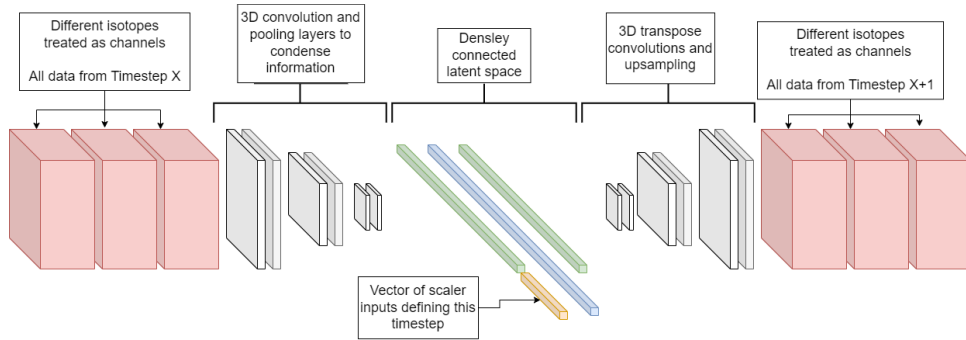 Different isotopes
treated as channels
All data from Timestep X
3D convolution and
pooling layers to
condense
information
Densley
connected
latent space
3D transpose
convolutions and
upsampling
Different isotopes
treated as channels
All data from Timestep X+1
Vector of scaler
inputs defining this
timestep